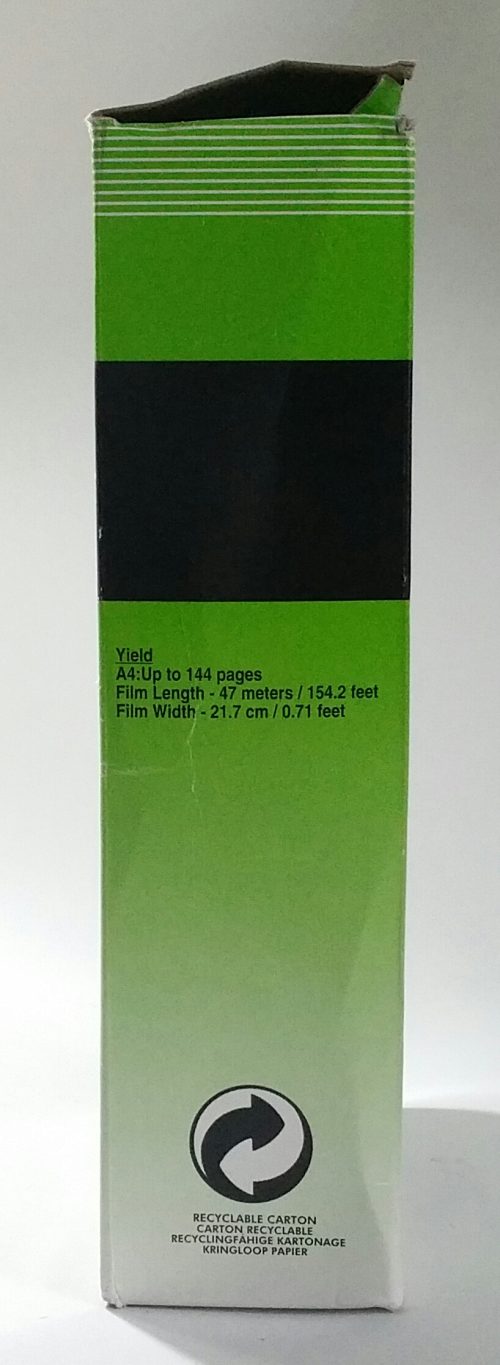 Yield
A4:Up to 144 pages
Film Length - 47 meters / 154.2 feet
Film Width - 21.7 cm / 0.71 feet
RECYCLABLE CARTON
CARTON RECYCLABLE
RECYCLINGFÄHIGE KARTONAGE
KRINGLOOP PAPIER